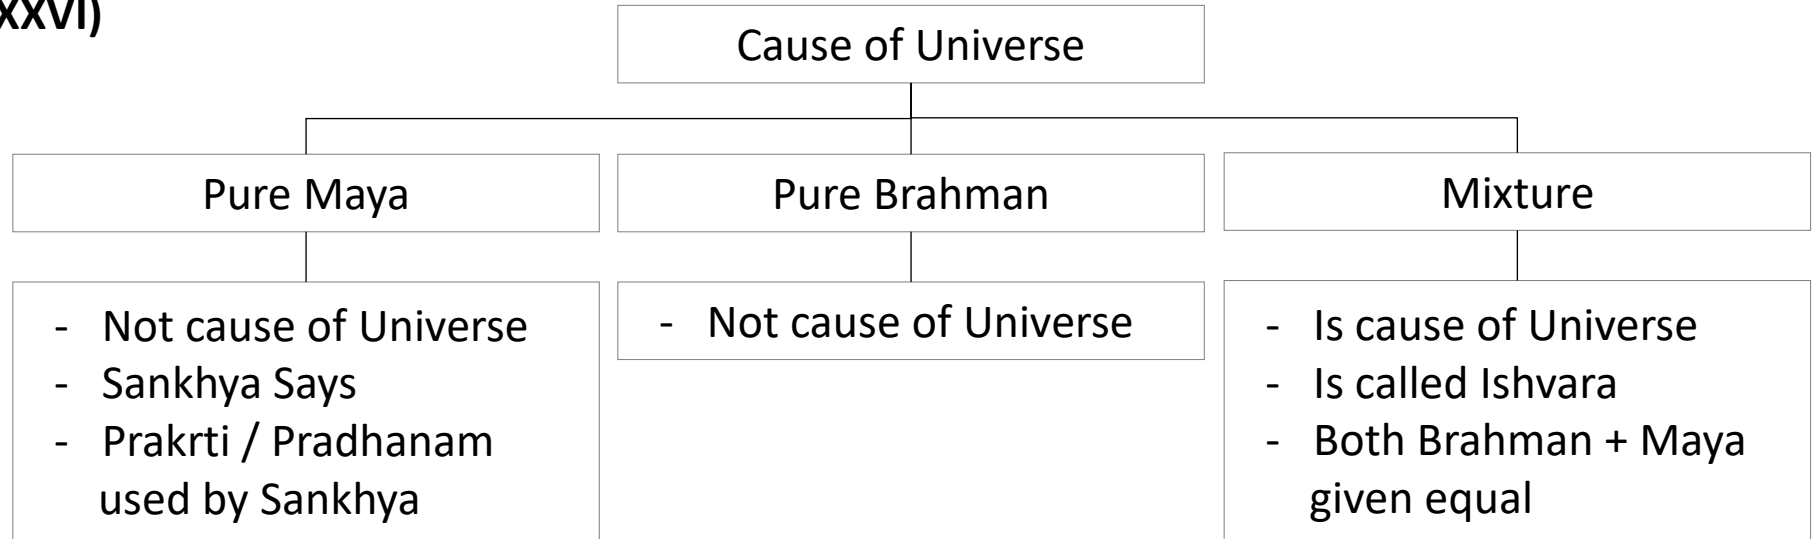 XXVI)
Cause of Universe
Pure Maya
Pure Brahman
Mixture
- Not cause of Universe
- Sankhya Says
- Prakrti / Pradhanam
used by Sankhya
- Not cause of Universe
- Is cause of Universe
- Is called Ishvara
- Both Brahman + Maya
given equal